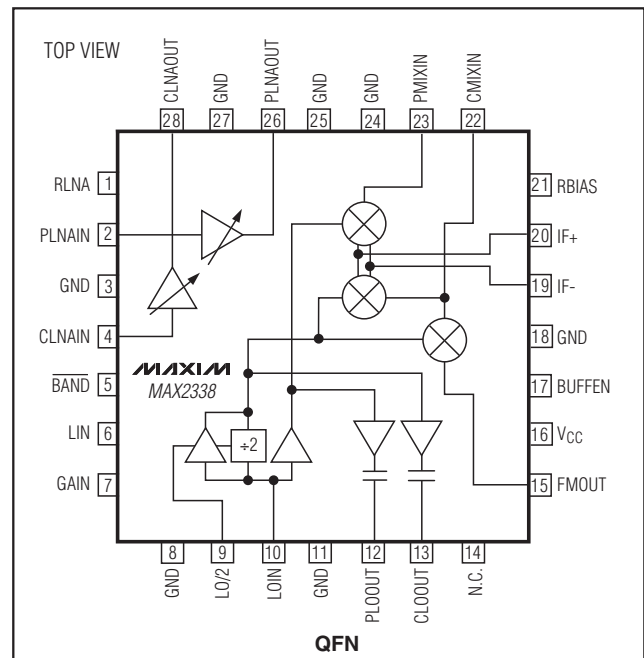 TOP VIEW
CLNAOUT
GND
PLNAOUT
GND
GND
PMIXIN
CMIXIN
28
27
26
25
24
23
22
RLNA 1
PLNAIN 2
GND 3
CLNAIN 4
BAND 5
LIN 6
GAIN 7
21 RBIAS
20 IF+
19 IF-
18 GND
17 BUFFEN
16 VCC
15 FMOUT
MAXIM
MAX2338
÷2
8
9
10
11
12
13
14
GND
LO/2
LOIN
GND
PLOOUT
CLOOUT
N.C.
QFN